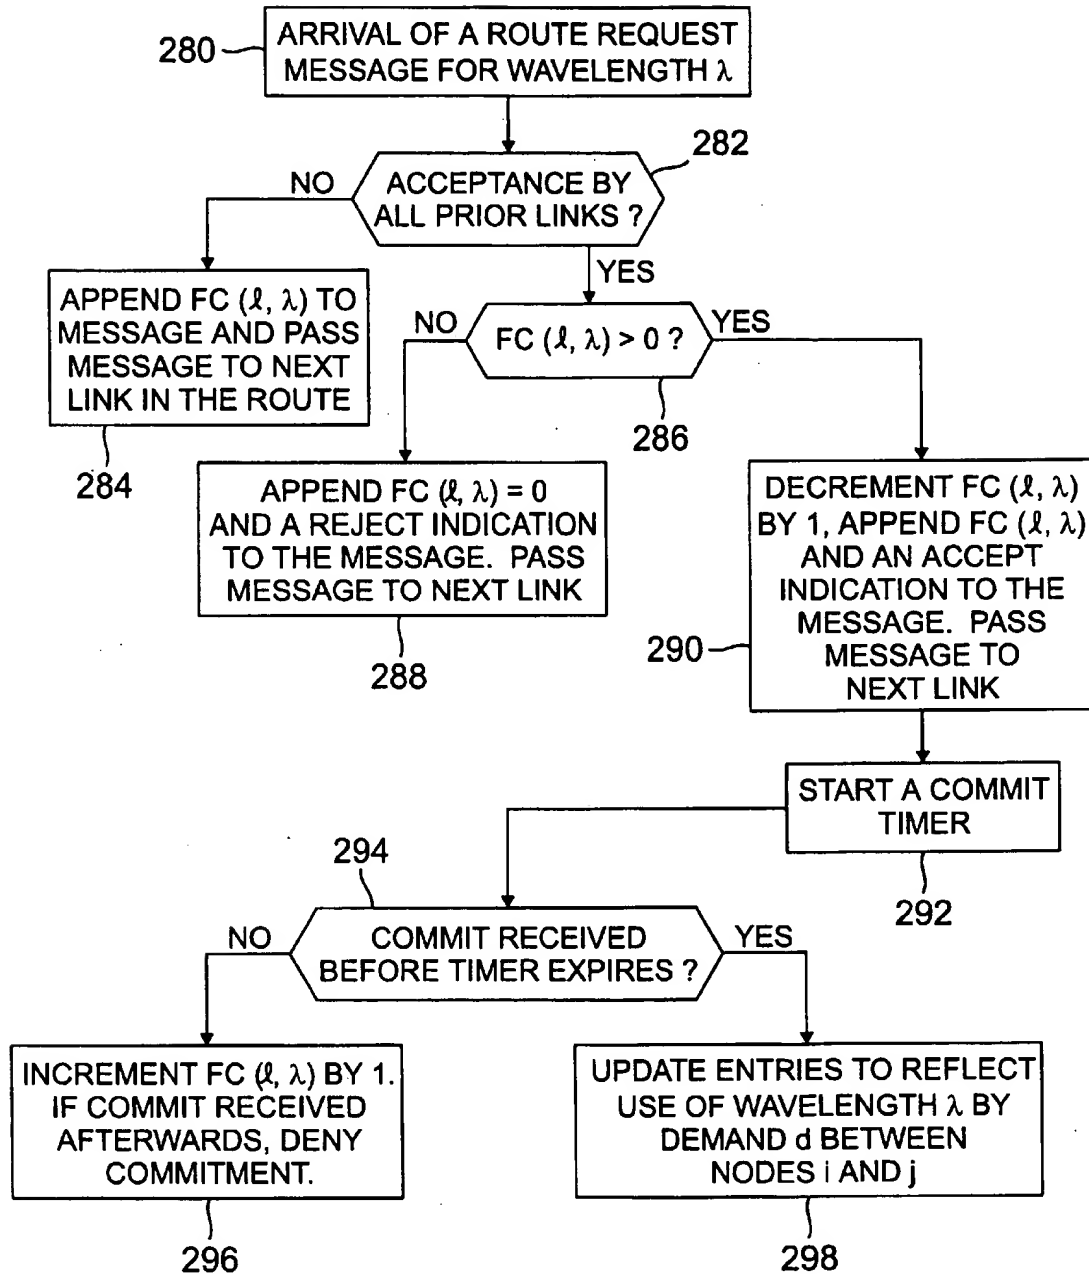 280
ARRIVAL OF A ROUTE REQUEST
MESSAGE FOR WAVELENGTH λ
282
ACCEPTANCE BY
ALL PRIOR LINKS ?
NO
YES
APPEND FC (ℓ, λ) TO
MESSAGE AND PASS
MESSAGE TO NEXT
LINK IN THE ROUTE
284
NO
FC (ℓ, λ) > 0 ?
YES
286
APPEND FC (ℓ, λ) = 0
AND A REJECT INDICATION
TO THE MESSAGE. PASS
MESSAGE TO NEXT LINK
288
DECREMENT FC (ℓ, λ)
BY 1, APPEND FC (ℓ, λ)
AND AN ACCEPT
INDICATION TO THE
MESSAGE. PASS
MESSAGE TO
NEXT LINK
290
START A COMMIT
TIMER
292
294
NO
COMMIT RECEIVED
BEFORE TIMER EXPIRES ?
YES
INCREMENT FC (ℓ, λ) BY 1.
IF COMMIT RECEIVED
AFTERWARDS, DENY
COMMITMENT.
296
UPDATE ENTRIES TO REFLECT
USE OF WAVELENGTH λ BY
DEMAND d BETWEEN
NODES i AND j
298